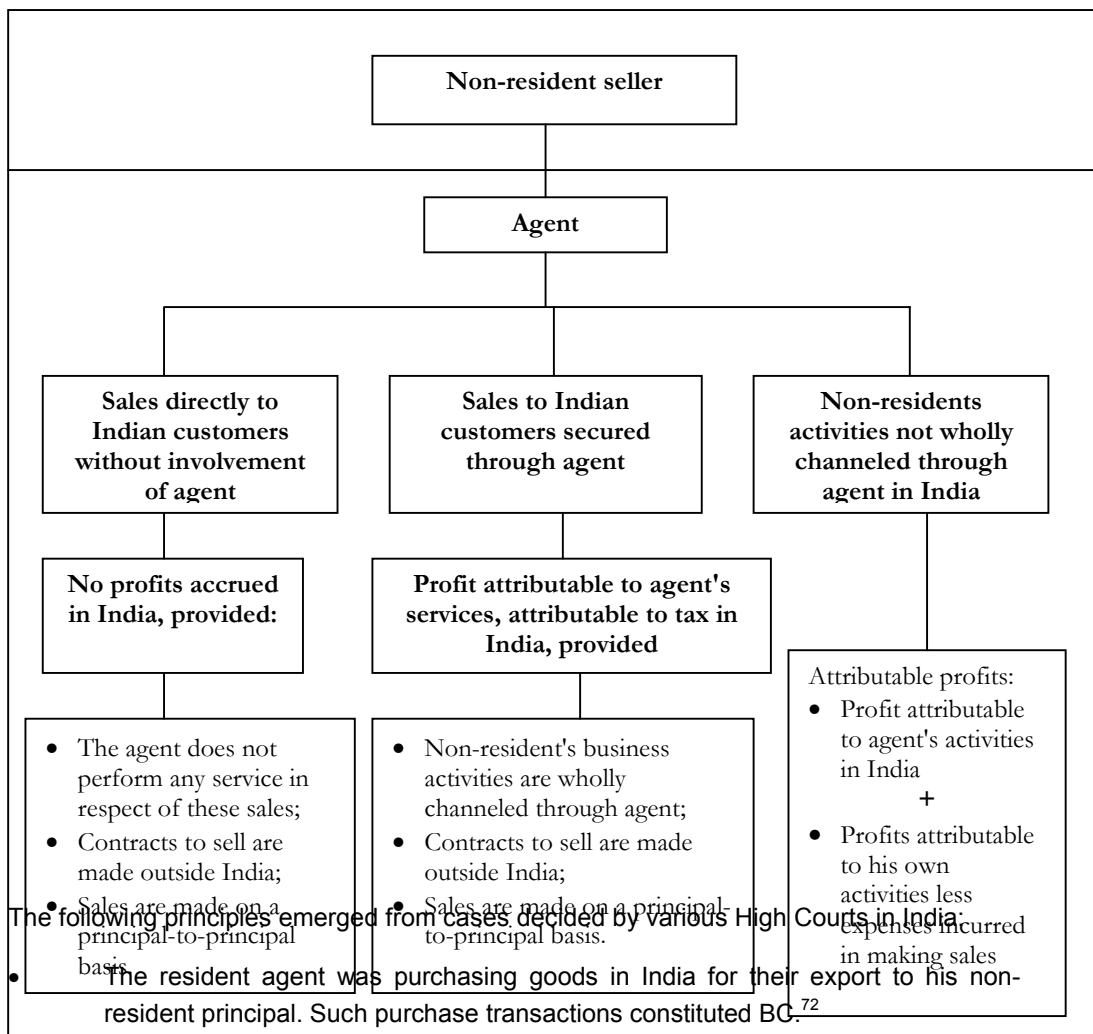 Non-resident seller
Agent
Sales directly to
Indian customers
without involvement
of agent
Sales to Indian
customers secured
through agent
Non-residents
activities not wholly
channeled through
agent in India
No profits accrued
in India, provided:
Profit attributable to agent's
services, attributable to tax in
India, provided
• The agent does not
perform any service in
respect of these sales;
• Contracts to sell are
made outside India;
• Sales are made on a
principal-to-principal
basis.
• Non-resident's business
activities are wholly
channeled through agent;
• Contracts to sell are made
outside India;
• Sales are made on a principal-
to-principal basis.
Attributable profits:
• Profit attributable
to agent's activities
in India
+
• Profits attributable
to his own
activities less
expenses incurred
in making sales
The following principles emerged from cases decided by various High Courts in India:
• The resident agent was purchasing goods in India for their export to his non-
resident principal. Such purchase transactions constituted BC.72